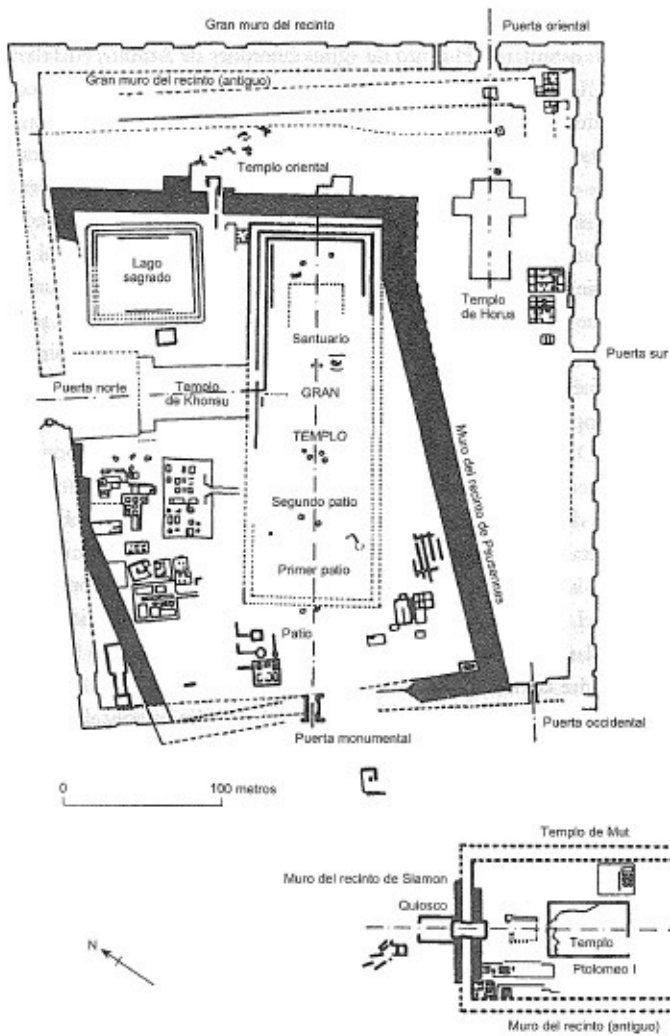 Gran muro del recinto
Puerta oriental
Gran muro del recinto (antiguo)
Templo oriental
Lago
sagrado
Templo
de Horus
Santuario
Puerta sur
Puerta norte
Templo
de Khonsu
GRAN
TEMPLO
Muro del recinto de Psusennes
Segundo patio
Primer patio
Patio
Puerta occidental
Puerta monumental
0
100 metros
Templo de Mut
Muro del recinto de Siamon
Quiosco
N
Templo
Ptolomeo I
Muro del recinto (antiguo)